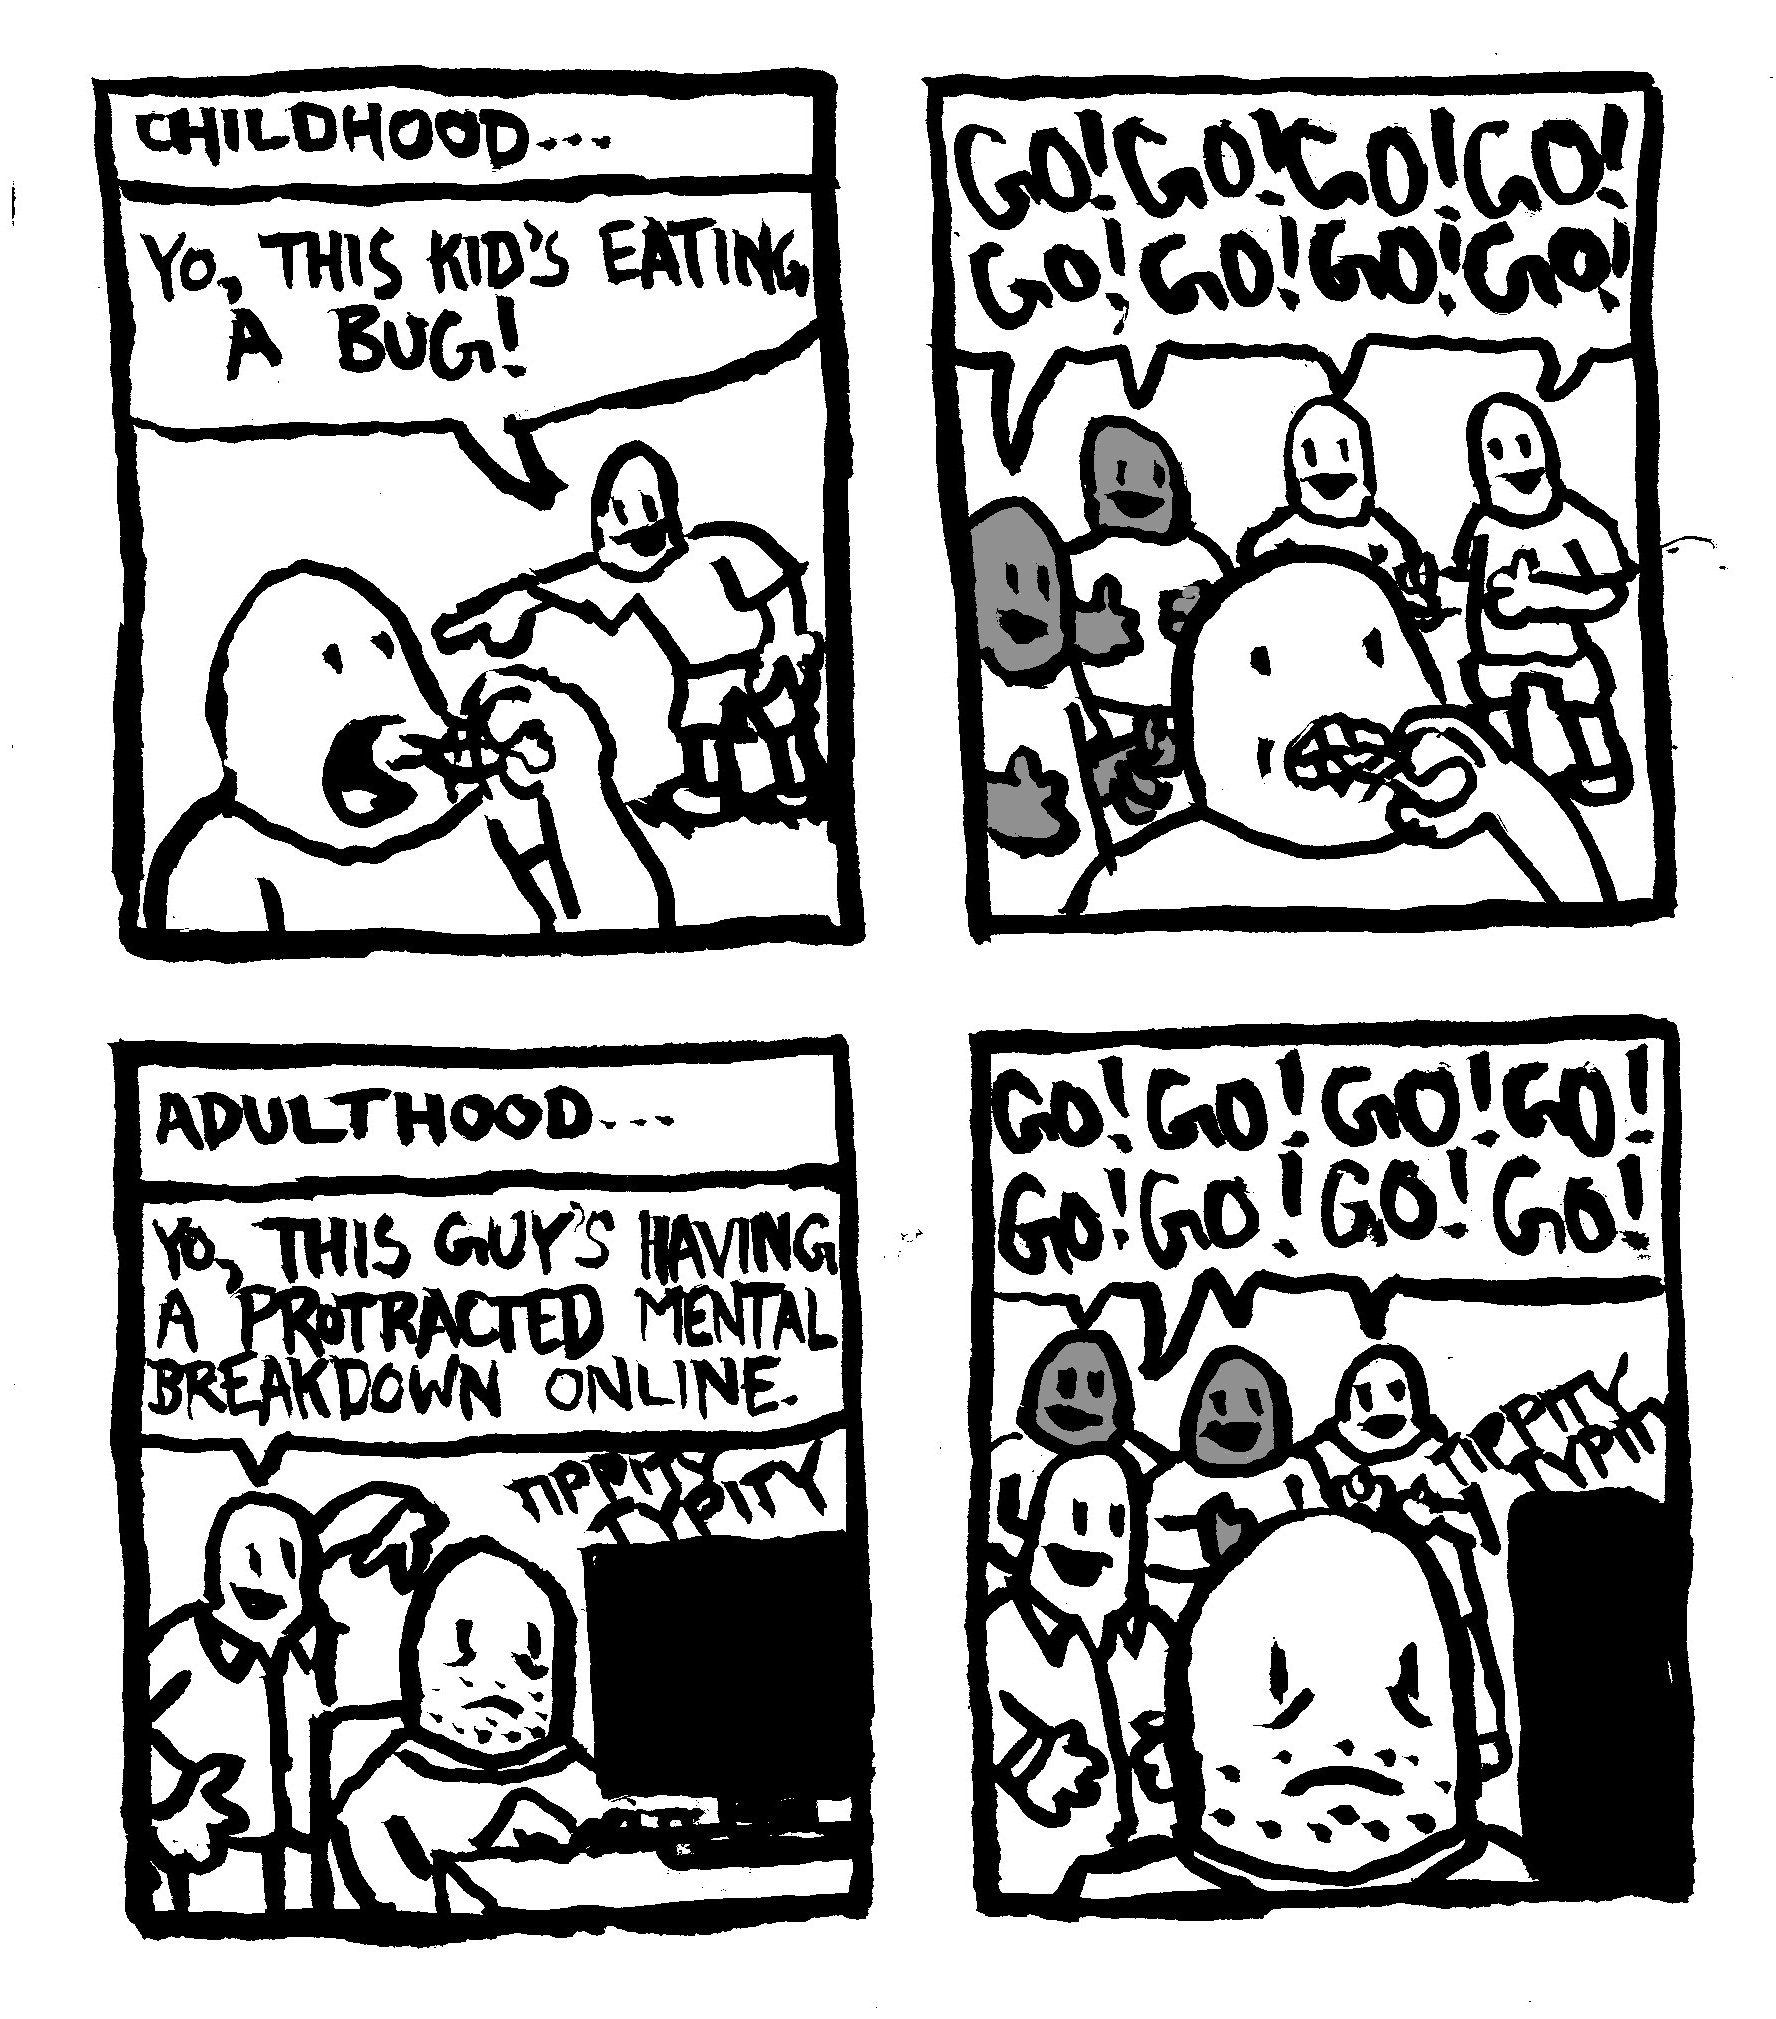 CHILDHOOD...
YO, THIS KID'S EATING
A BUG!
GO! GO! GO! GO!
GO! GO! GO! GO!
ADULTHOOD...
YO, THIS GUY'S HAVING
A PROTRACTED MENTAL
BREAKDOWN ONLINE.
TIPPITY
TYPITY
GO! GO! GO! GO!
GO! GO! GO! GO!
TIPPITY
TYPITY